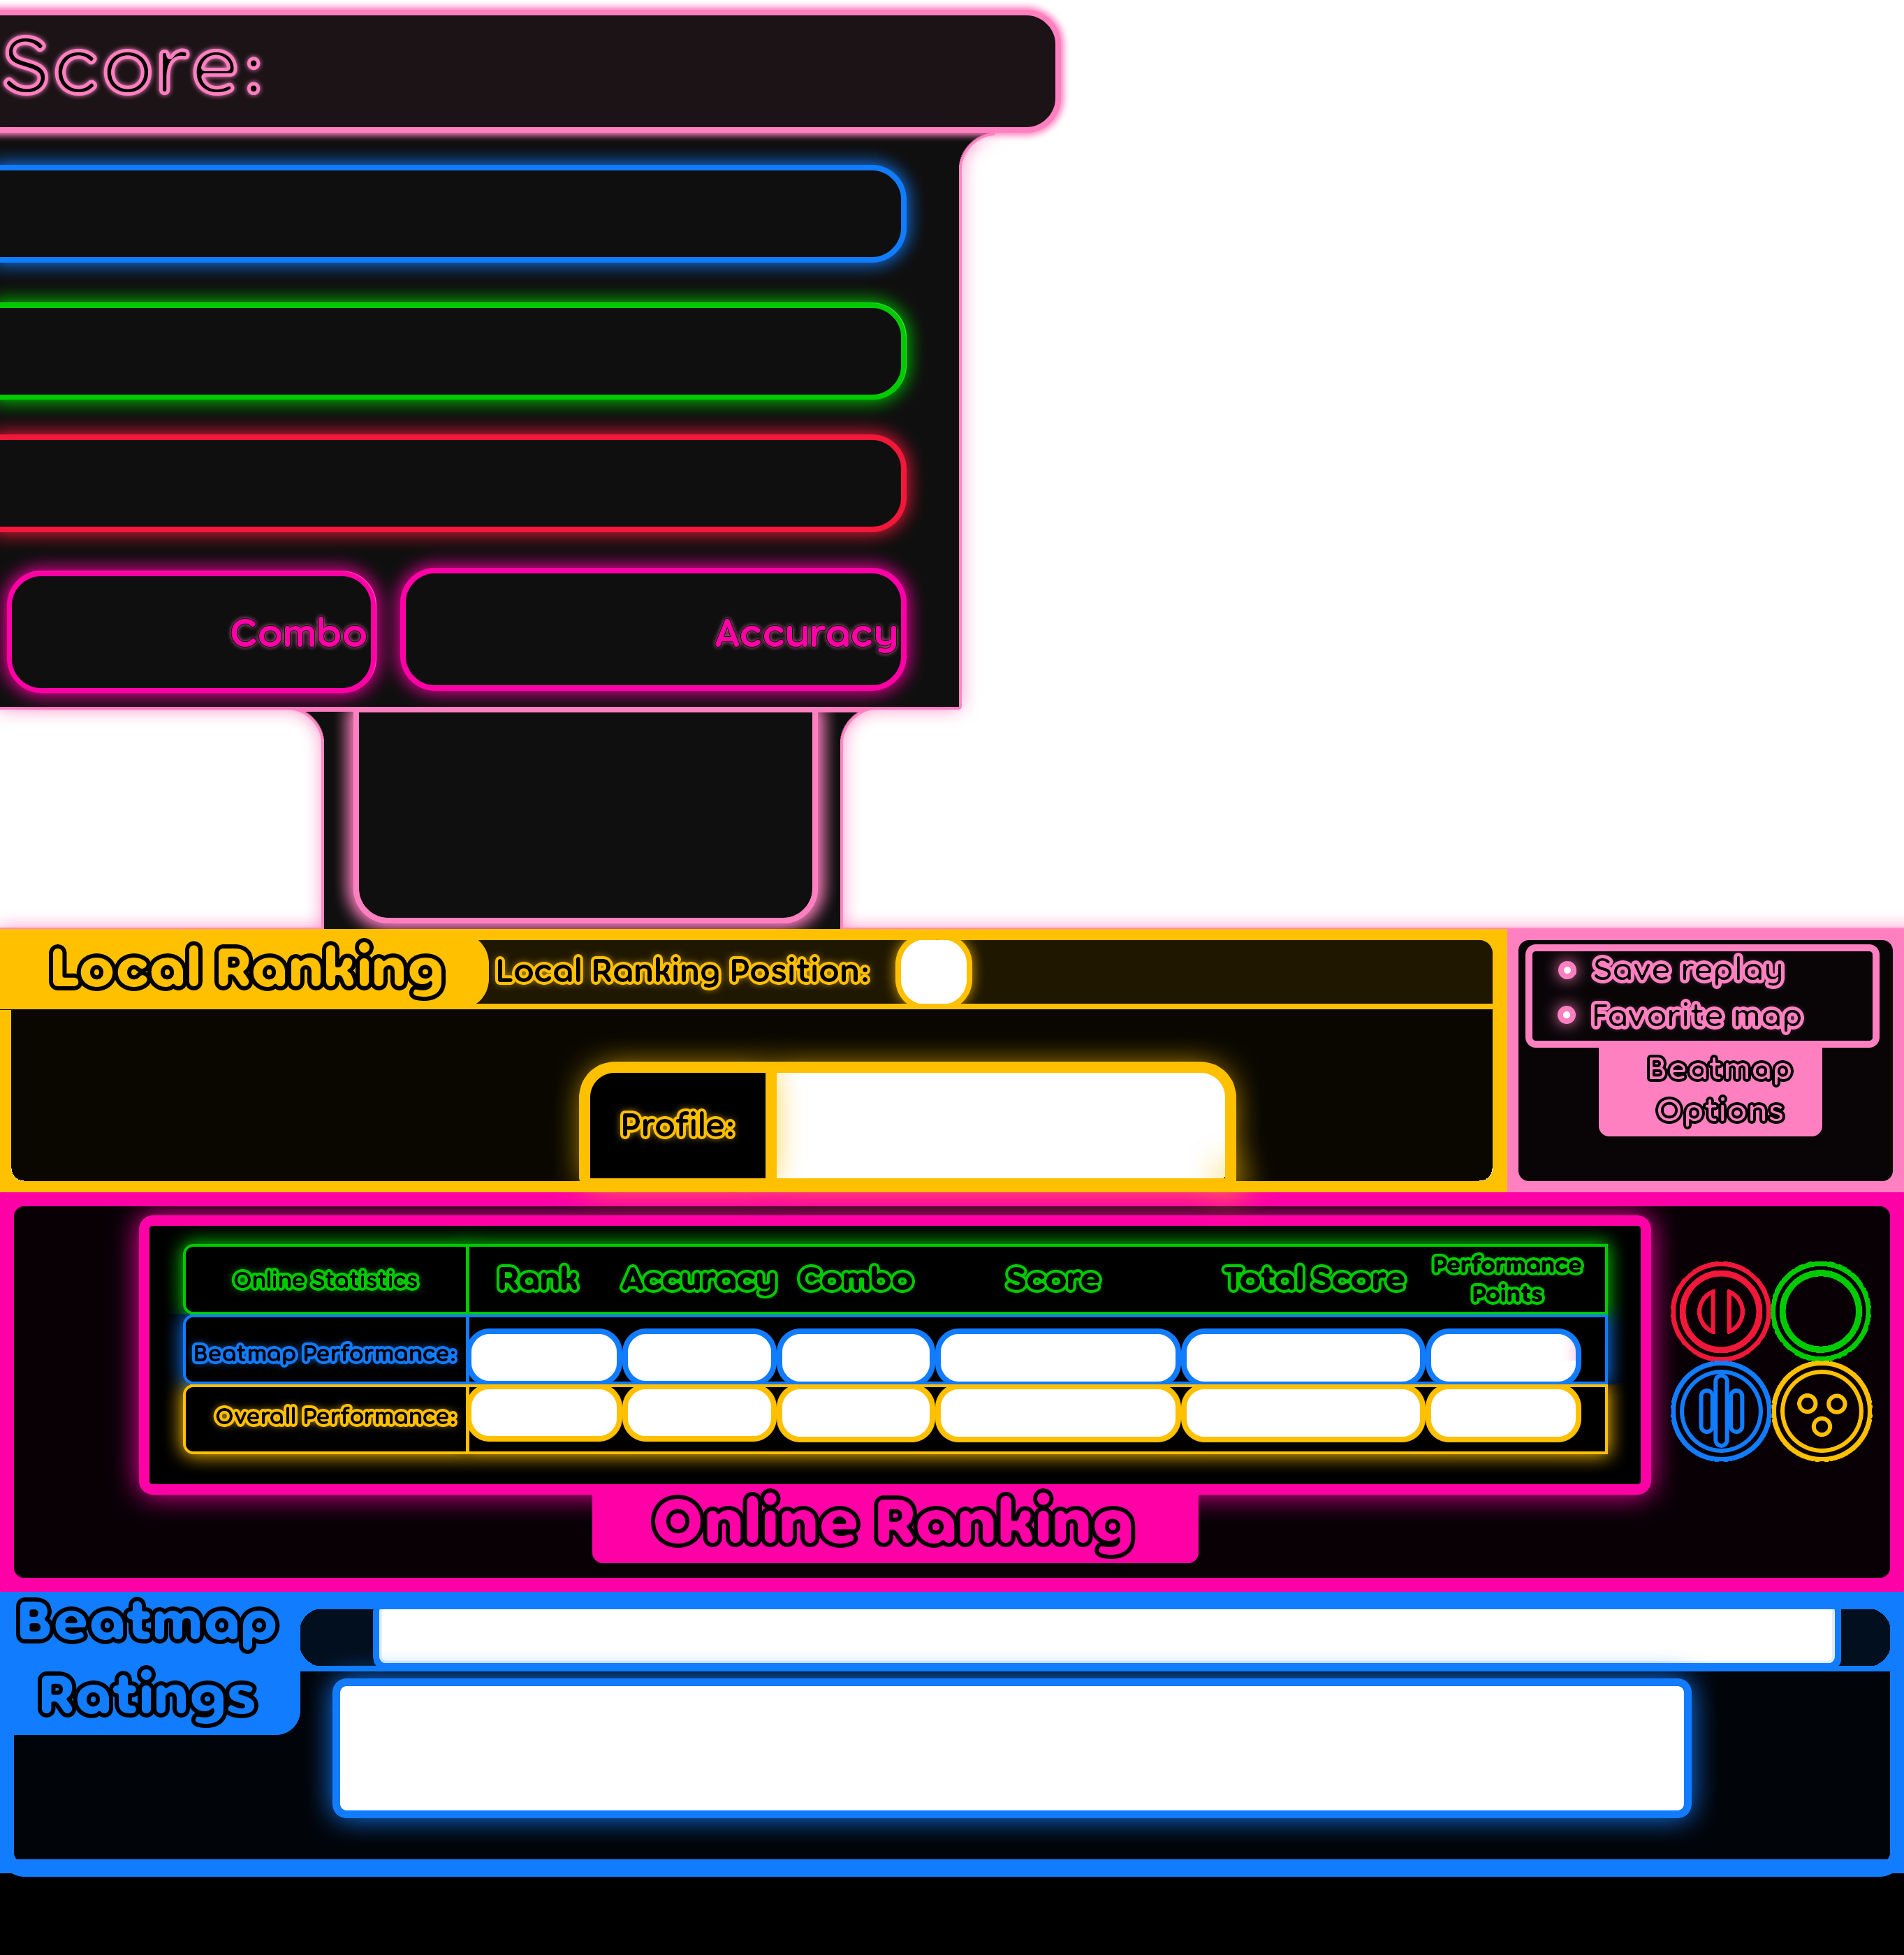 Score:
Combo
Accuracy
Local Ranking
Local Ranking Position:
Save replay
Favorite map
Beatmap
Options
Profile:
Online Statistics Rank Accuracy Combo Score Total Score Performance Points
Beatmap Performance:
Overall Performance:
Online Ranking
Beatmap
Ratings